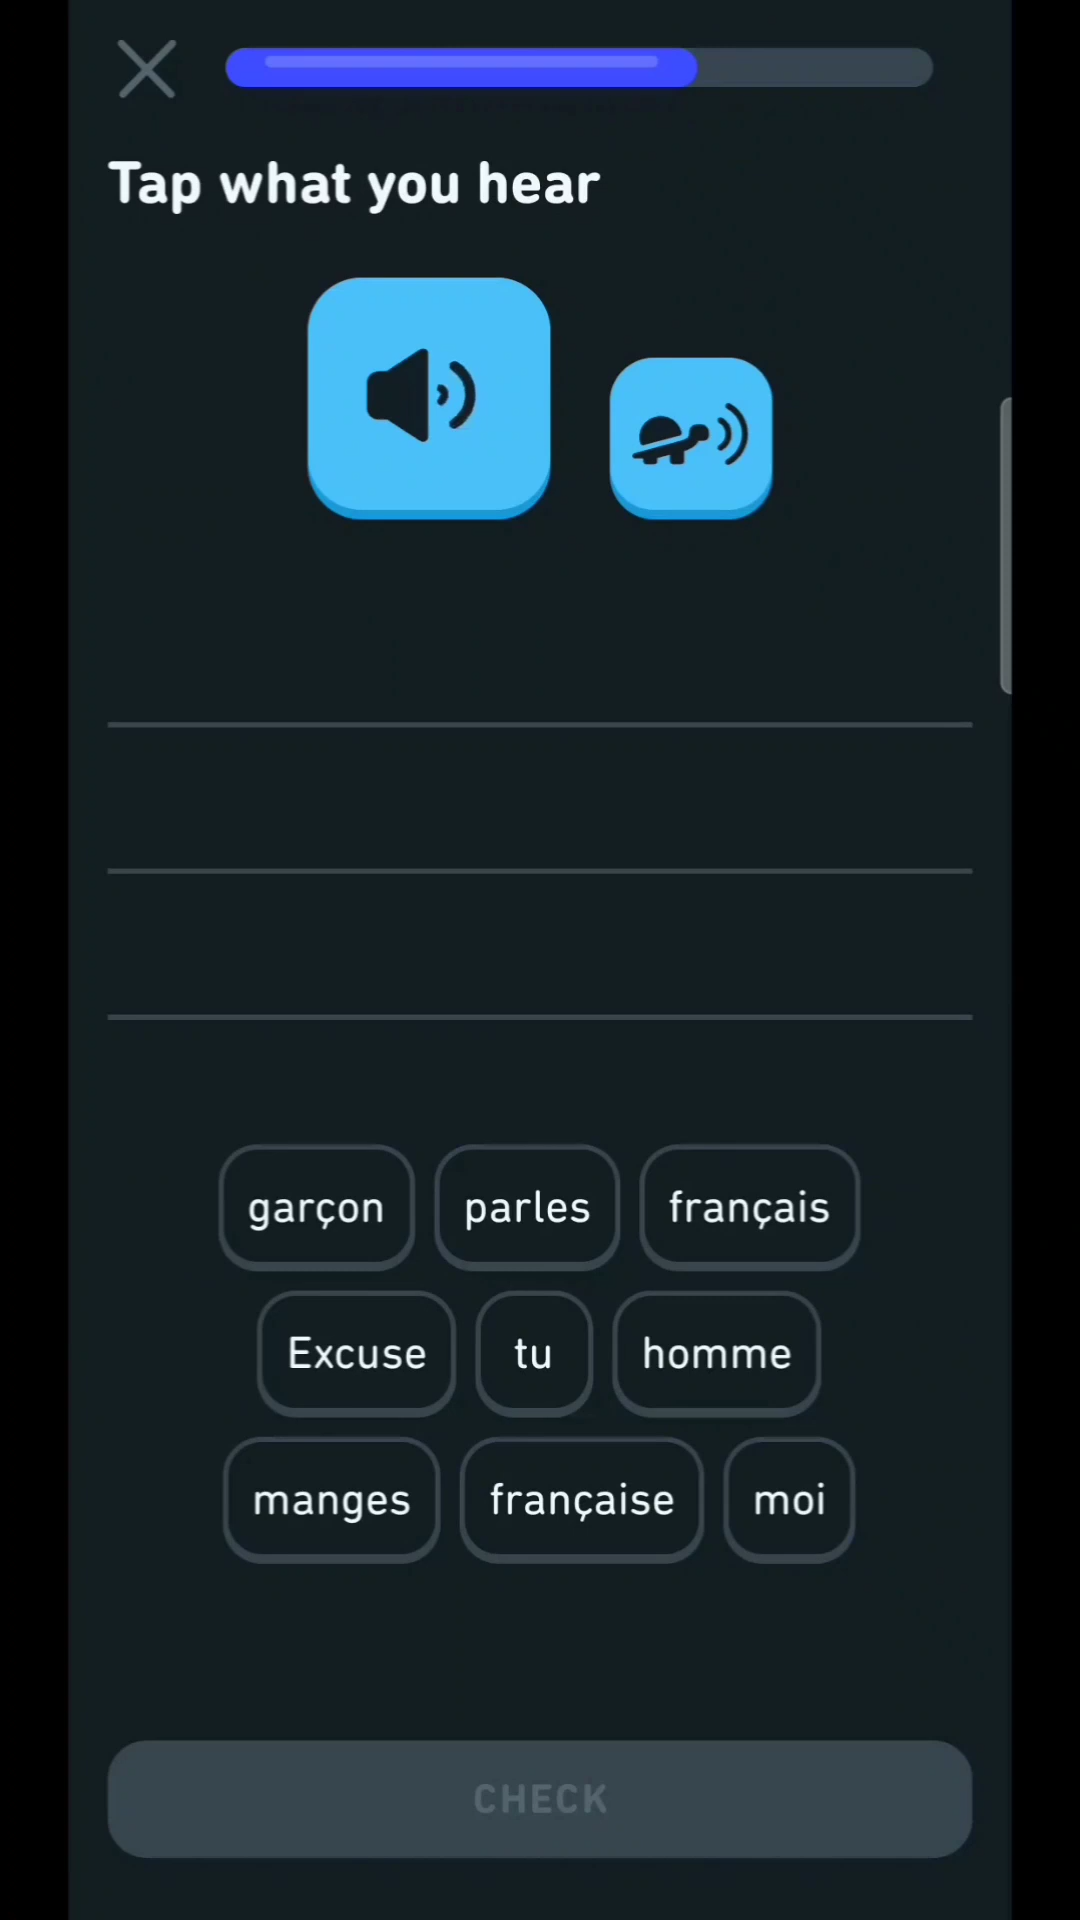 Tap what you hear
garçon parles français
Excuse tu homme
manges française moi
CHECK